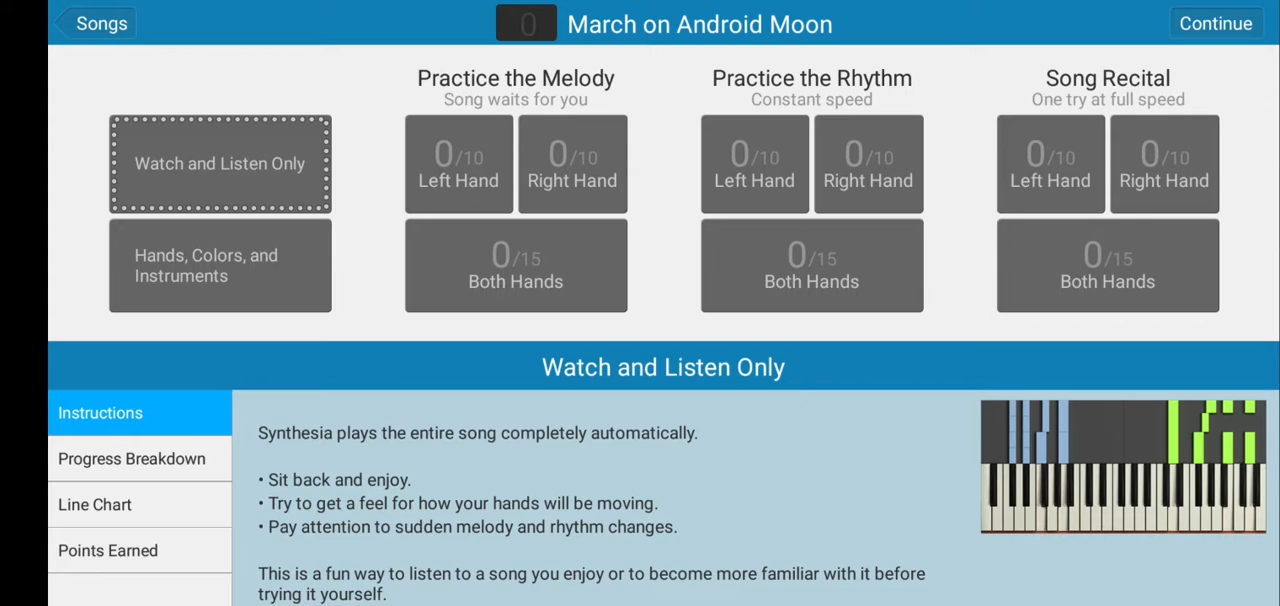 Songs
0 March on Android Moon
Continue
Practice the Melody
Song waits for you
Practice the Rhythm
Constant speed
Song Recital
One try at full speed
Watch and Listen Only
0/10
Left Hand
0/10
Right Hand
0/10
Left Hand
0/10
Right Hand
0/10
Left Hand
0/10
Right Hand
Hands, Colors, and
Instruments
0/15
Both Hands
0/15
Both Hands
0/15
Both Hands
Watch and Listen Only
Instructions
Progress Breakdown
Line Chart
Points Earned
Synthesia plays the entire song completely automatically.
• Sit back and enjoy.
• Try to get a feel for how your hands will be moving.
• Pay attention to sudden melody and rhythm changes.
This is a fun way to listen to a song you enjoy or to become more familiar with it before
trying it yourself.